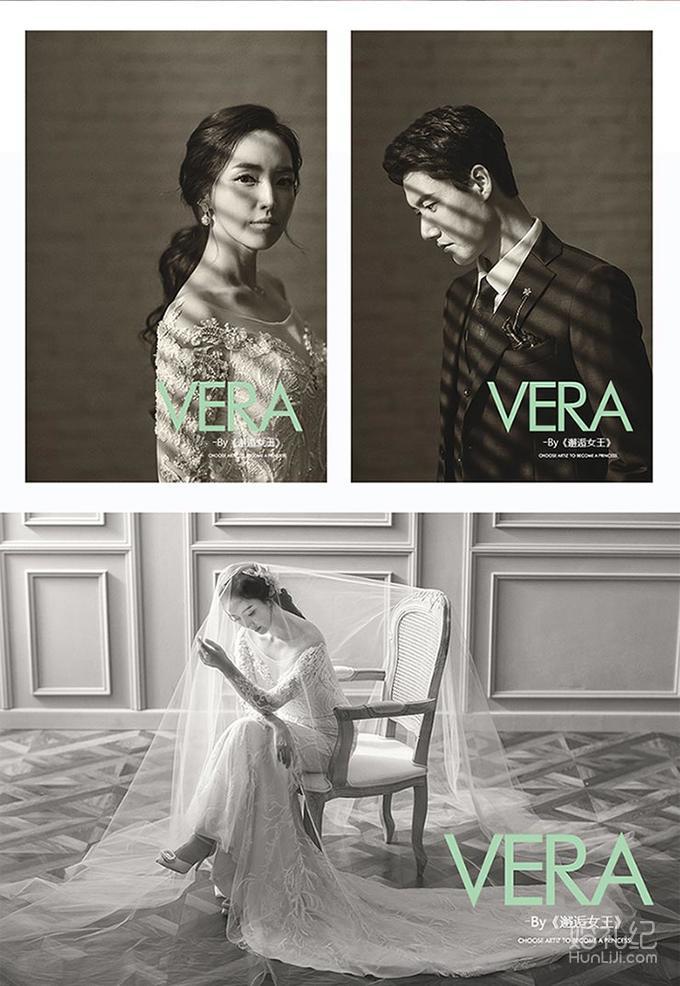 VERA
-By《邂逅女王》
CHOOSE ARTIZ TO BECOME A PRINCESS.
VERA
-By《邂逅女王》
CHOOSE ARTIZ TO BECOME A PRINCESS.
VERA
-By《邂逅女王》
CHOOSE ARTIZ TO BECOME A PRINCESS.
婚礼纪
HunLiJi.com